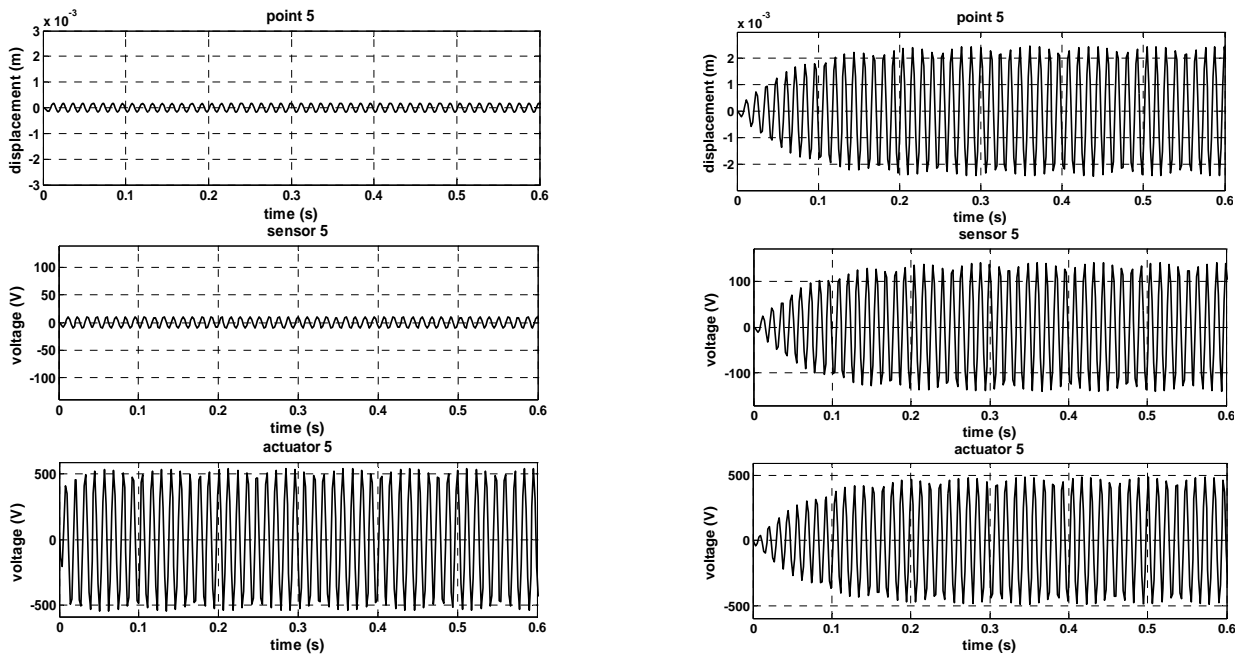 x 10-3
point 5
3
2
1
0
-1
-2
-3
displacement (m)
0 0.1 0.2 0.3 0.4 0.5 0.6
time (s)
sensor 5
100
50
0
-50
-100
voltage (V)
0 0.1 0.2 0.3 0.4 0.5 0.6
time (s)
actuator 5
500
0
-500
voltage (V)
0 0.1 0.2 0.3 0.4 0.5 0.6
time (s)
x 10-3
point 5
2
1
0
-1
-2
displacement (m)
0 0.1 0.2 0.3 0.4 0.5 0.6
time (s)
sensor 5
100
0
-100
voltage (V)
0 0.1 0.2 0.3 0.4 0.5 0.6
time (s)
actuator 5
500
0
-500
voltage (V)
0 0.1 0.2 0.3 0.4 0.5 0.6
time (s)